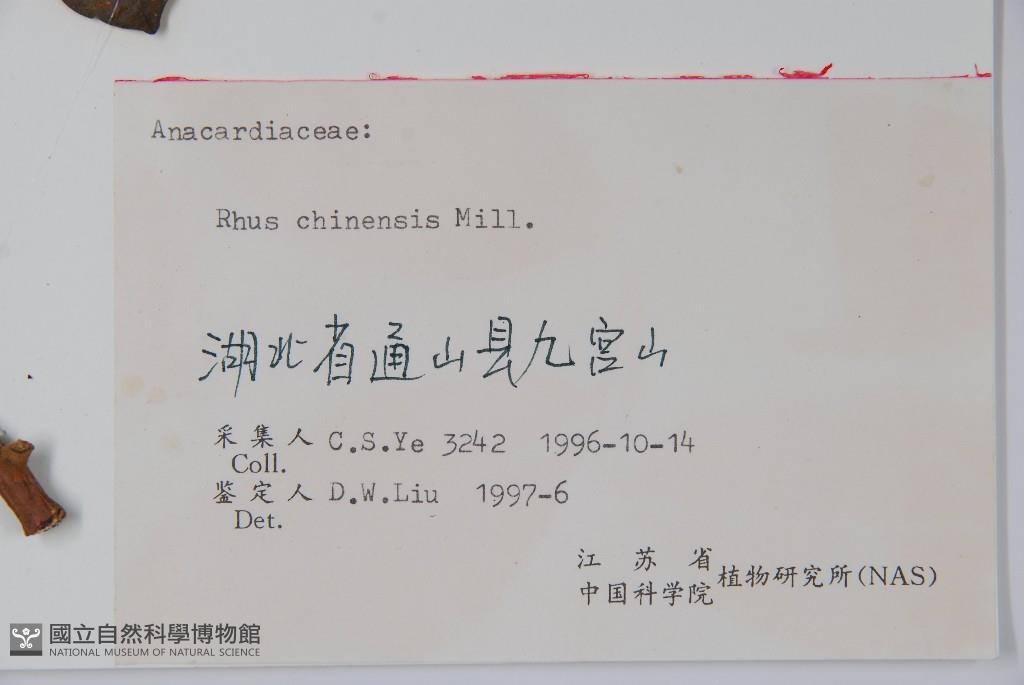 Anacardiaceae:
Rhus chinensis Mill.
湖北省通山县九宫山
采集人 C.S.Ye 3242 1996-10-14
Coll.
鉴定人 D.W.Liu 1997-6
Det.
江苏省
中国科学院 植物研究所(NAS)
國立自然科學博物館
NATIONAL MUSEUM OF NATURAL SCIENCE